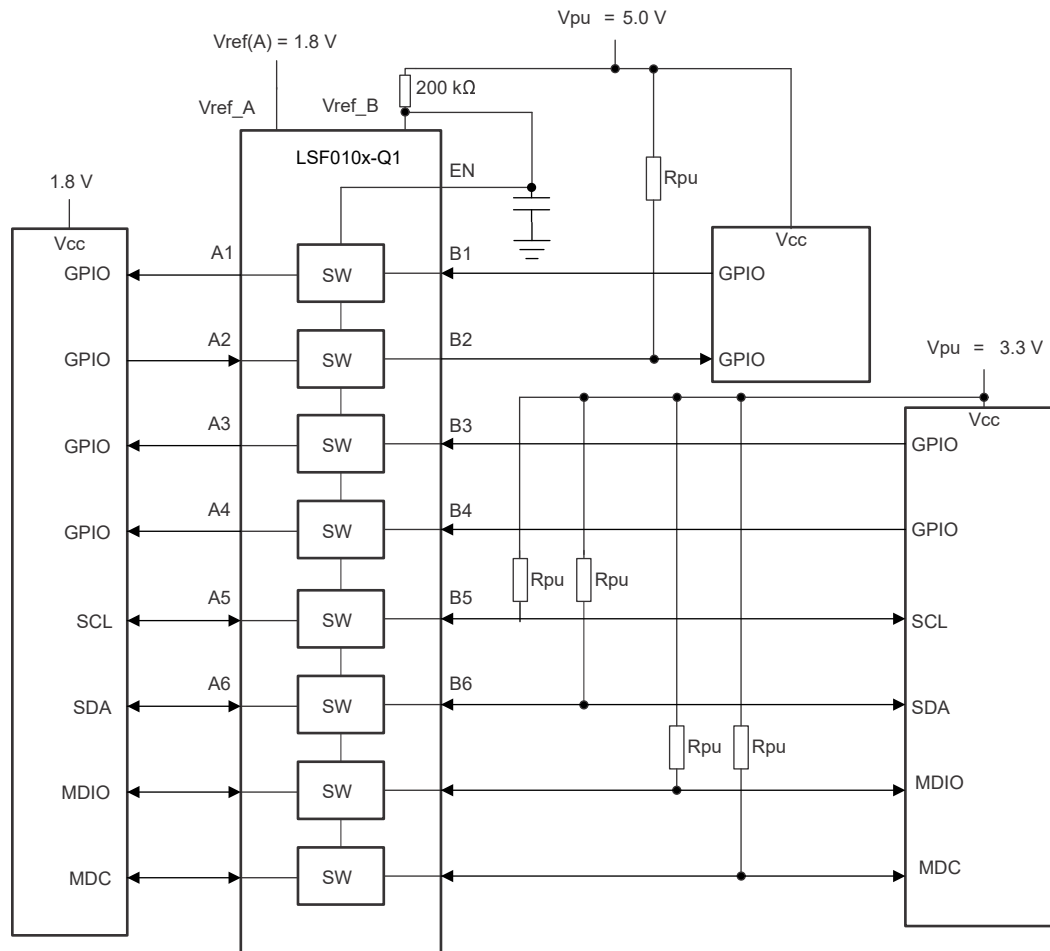 Vpu = 5.0 V
Vref(A) = 1.8 V
200 kΩ
Vref_A
Vref_B
LSF010x-Q1
EN
Rpu
1.8 V
Vcc
Vcc
GPIO
A1
SW
B1
GPIO
GPIO
A2
SW
B2
GPIO
Vpu = 3.3 V
Vcc
GPIO
A3
SW
B3
GPIO
GPIO
A4
SW
B4
GPIO
Rpu
Rpu
SCL
A5
SW
B5
SCL
SDA
A6
SW
B6
SDA
Rpu
Rpu
MDIO
SW
MDIO
MDC
SW
MDC